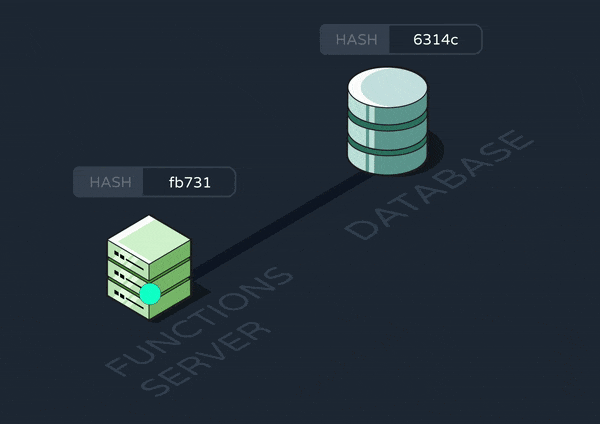 HASH 6314c
DATABASE
HASH fb731
FUNCTIONS
SERVER